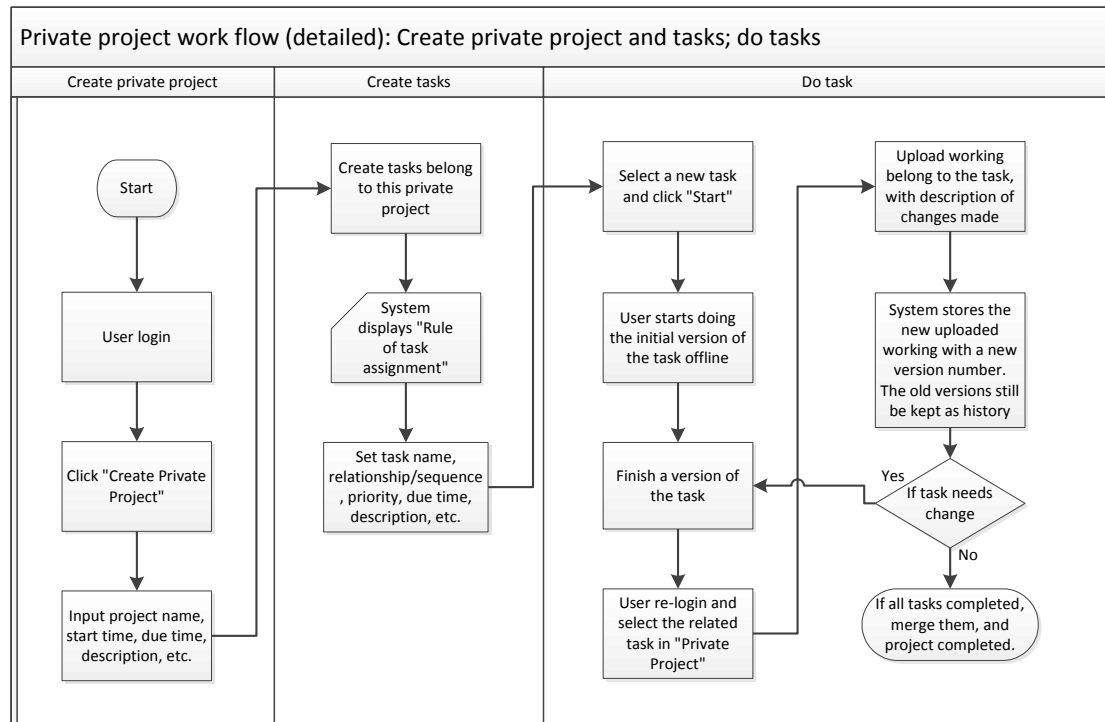 Private project work flow (detailed): Create private project and tasks; do tasks
Create private project
Create tasks
Do task
Start
User login
Click "Create Private
Project"
Input project name,
start time, due time,
description, etc.
Create tasks belong
to this private
project
System
displays "Rule
of task
assignment"
Set task name,
relationship/sequence
, priority, due time,
description, etc.
Select a new task
and click "Start"
User starts doing
the initial version of
the task offline
Finish a version of
the task
User re-login and
select the related
task in "Private
Project"
Upload working
belong to the task,
with description of
changes made
System stores the
new uploaded
working with a new
version number.
The old versions still
be kept as history
If task needs
change
Yes
No
If all tasks completed,
merge them, and
project completed.